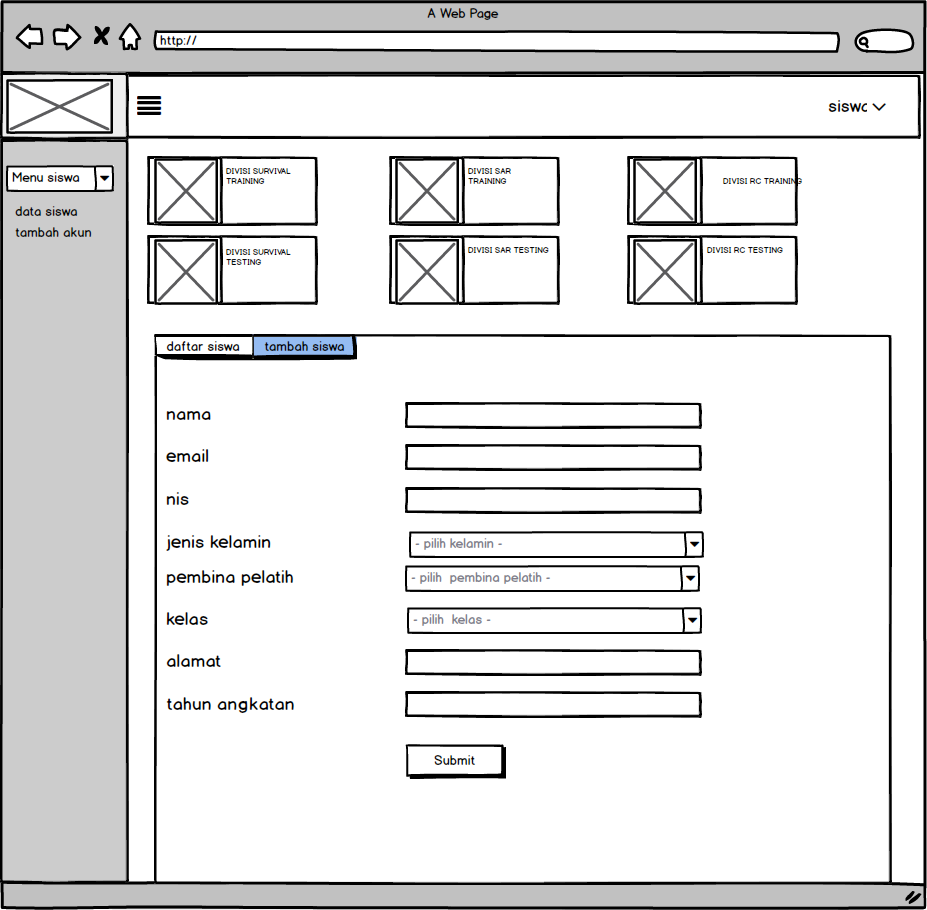 A Web Page
http://
siswa
Menu siswa
data siswa
tambah akun
DIVISI SURVIVAL
TRAINING
DIVISI SAR
TRAINING
DIVISI RC TRAINING
DIVISI SURVIVAL
TESTING
DIVISI SAR TESTING
DIVISI RC TESTING
daftar siswa
tambah siswa
nama
email
nis
jenis kelamin
- pilih kelamin -
pembina pelatih
- pilih pembina pelatih -
kelas
- pilih kelas -
alamat
tahun angkatan
Submit